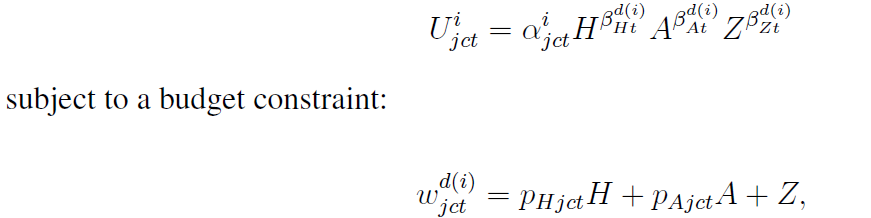 U^i_{jct} = α^i_{jct} H^{β^{d(i)}_{Ht}} A^{β^{d(i)}_{At}} Z^{β^{d(i)}_{Zt}}
subject to a budget constraint:
w^{d(i)}_{jct} = p_{Hjct}H + p_{Ajct}A + Z,